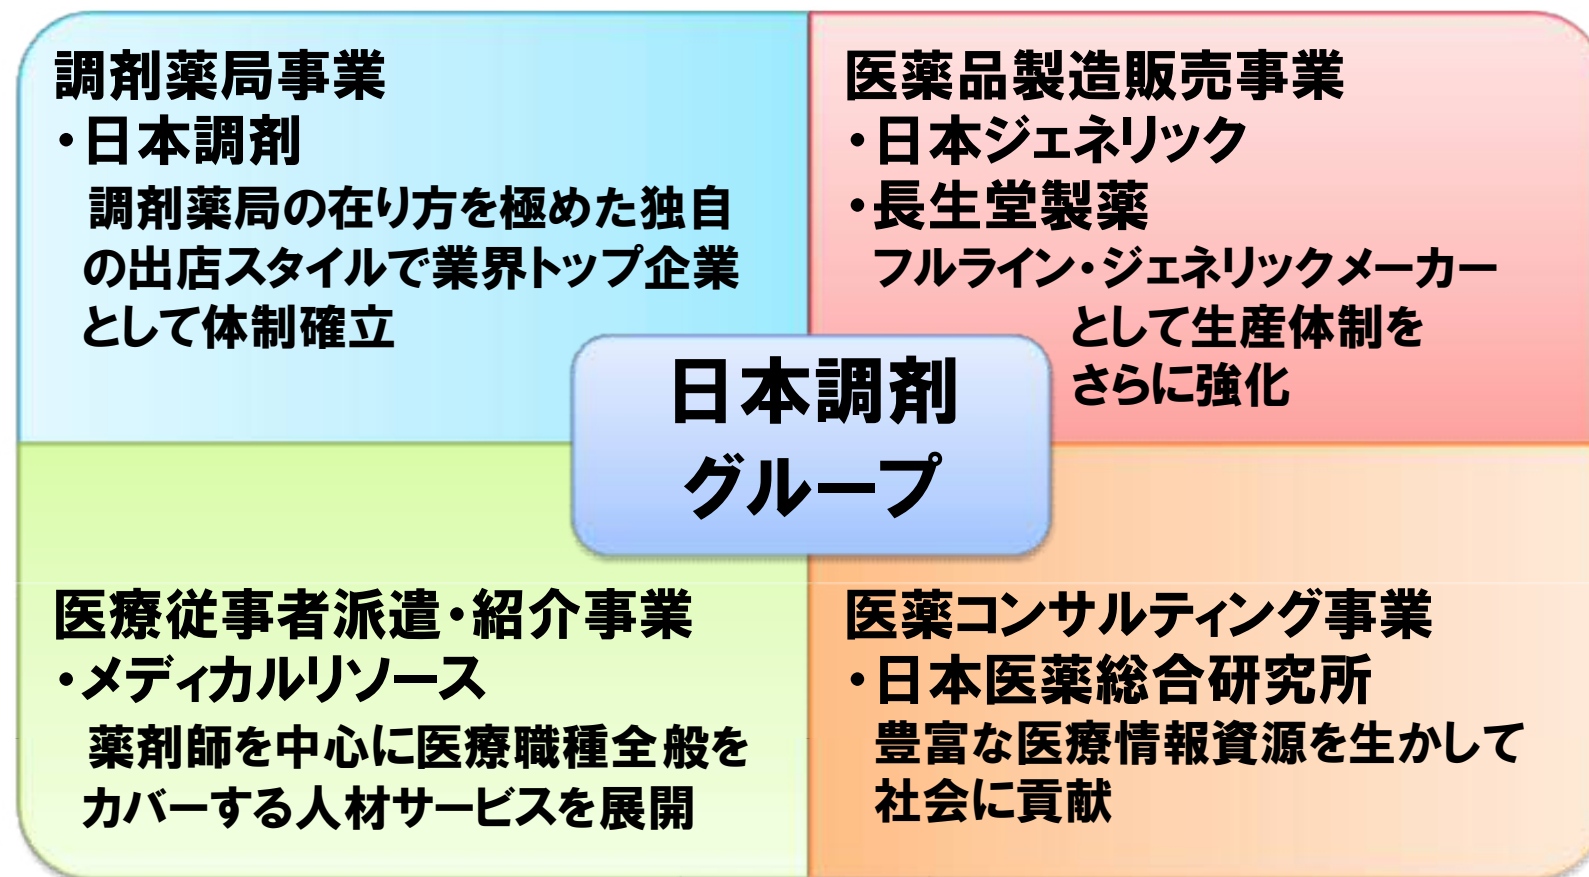 調剤薬局事業
・日本調剤
調剤薬局の在り方を極めた独自
の出店スタイルで業界トップ企業
として体制確立
医薬品製造販売事業
・日本ジェネリック
・長生堂製薬
フルライン・ジェネリックメーカー
として生産体制を
さらに強化
日本調剤
グループ
医療従事者派遣・紹介事業
・メディカルリソース
薬剤師を中心に医療職種全般を
カバーする人材サービスを展開
医薬コンサルティング事業
・日本医薬総合研究所
豊富な医療情報資源を生かして
社会に貢献